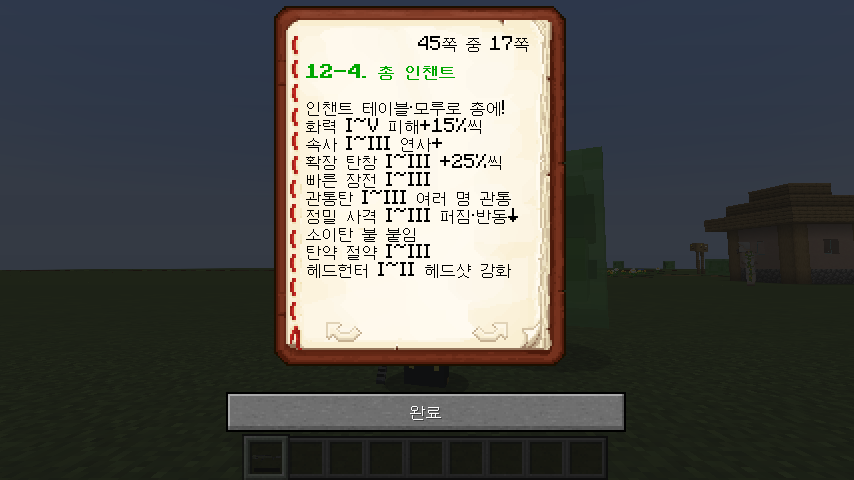 45쪽 중 17쪽
12-4. 총 인챈트
인챈트 테이블·모루로 총에!
화력 I~V 피해+15%씩
속사 I~III 연사+
확장 탄창 I~III +25%씩
빠른 장전 I~III
관통탄 I~III 여러 명 관통
정밀 사격 I~III 퍼짐·반동↓
소이탄 불 붙임
탄약 절약 I~III
헤드헌터 I~II 헤드샷 강화
완료